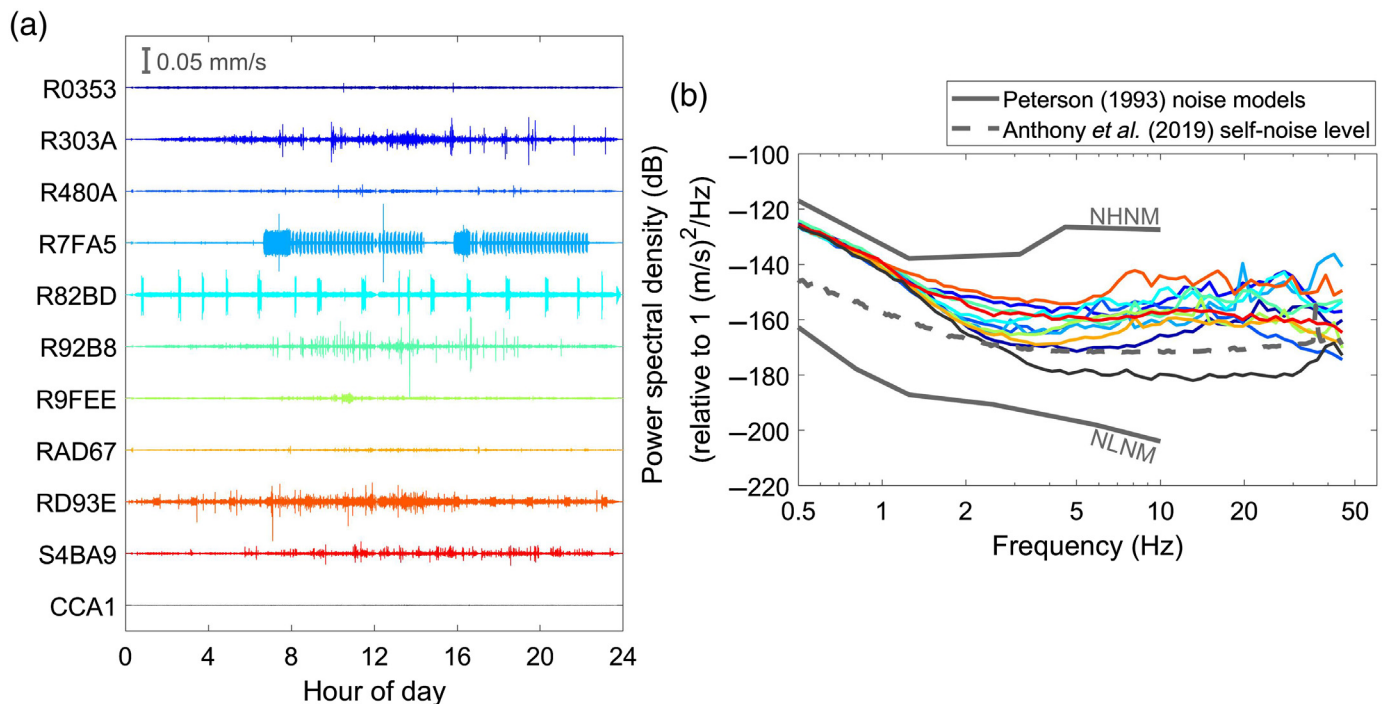 (a)
0.05 mm/s
R0353
R303A
R480A
R7FA5
R82BD
R92B8
R9FEE
RAD67
RD93E
S4BA9
CCA1
0 4 8 12 16 20 24
Hour of day
(b)
Peterson (1993) noise models
Anthony et al. (2019) self-noise level
Power spectral density (dB)
(relative to 1 (m/s)²/Hz)
−100
−120
−140
−160
−180
−200
−220
NHNM
NLNM
0.5 1 2 5 10 20 50
Frequency (Hz)